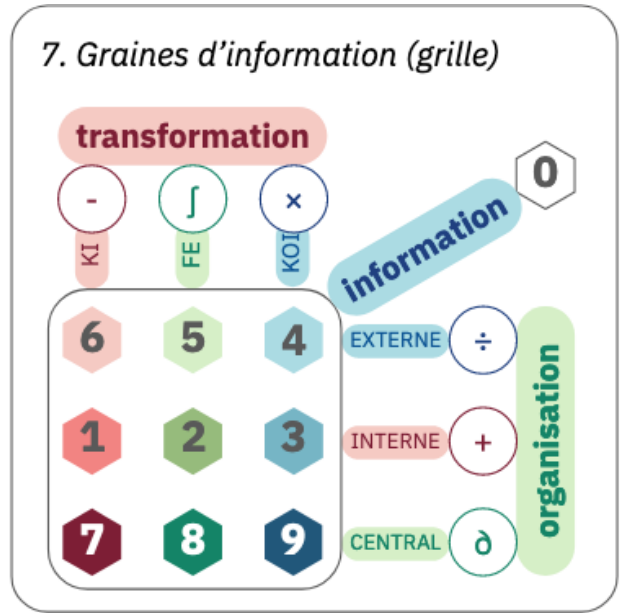 7. Graines d’information (grille)
transformation
0
- ∫ ×
information
KI FE KOI
6 5 4 EXTERNE ÷
1 2 3 INTERNE +
7 8 9 CENTRAL ∂
organisation